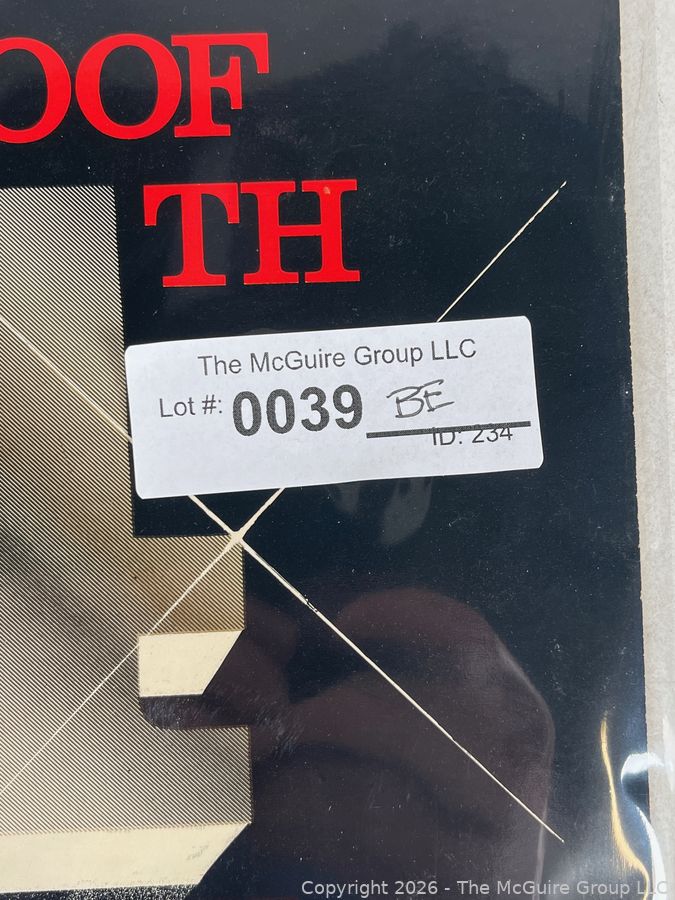 OOF
TH
The McGuire Group LLC
Lot #: 0039 BE
ID: 234
Copyright 2026 - The McGuire Group LLC